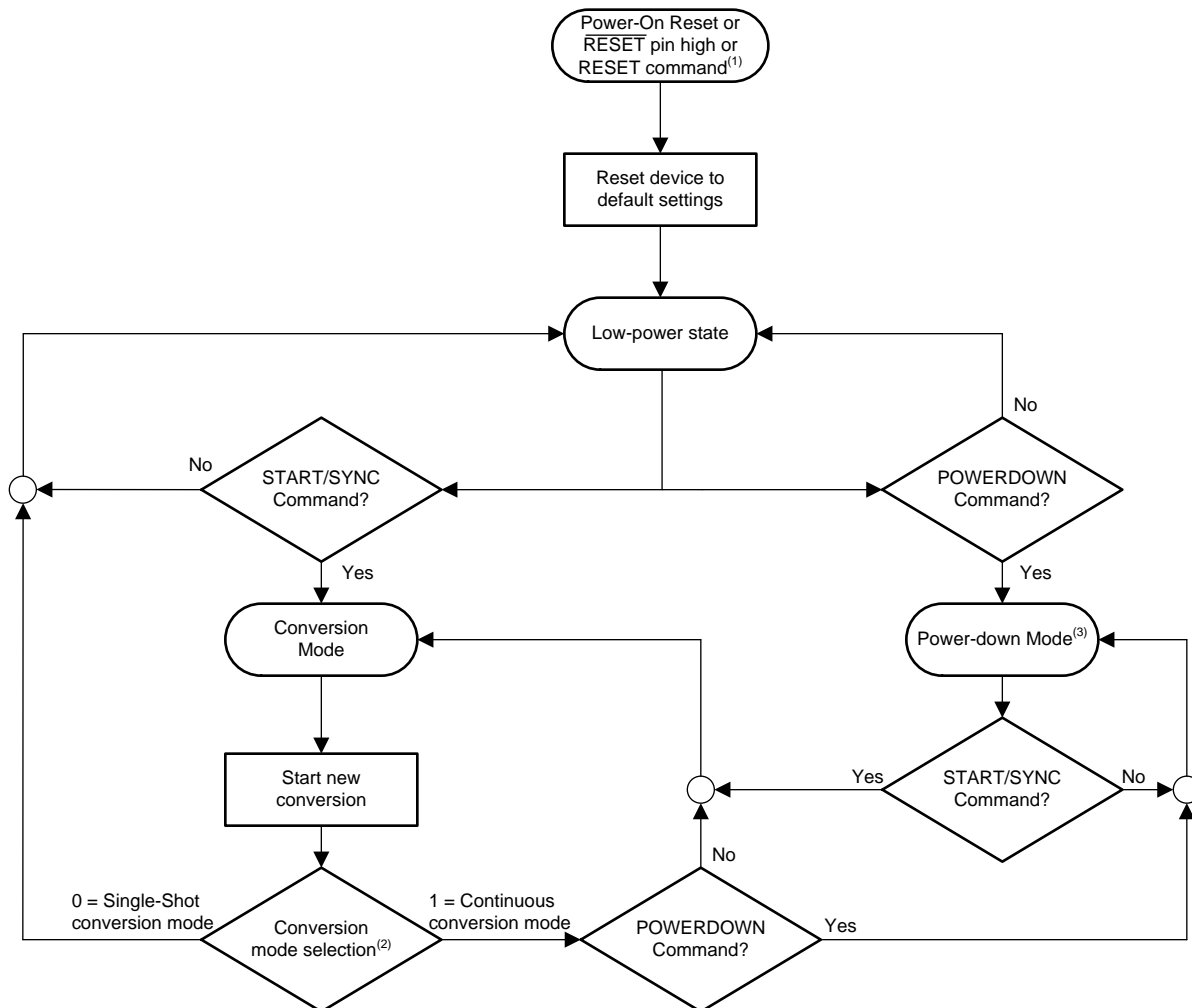 Power-On Reset or
RESET pin high or
RESET command(1)
Reset device to
default settings
Low-power state
No
No
START/SYNC
Command?
POWERDOWN
Command?
Yes
Yes
Conversion
Mode
Power-down Mode(3)
Start new
conversion
Yes
START/SYNC
Command?
No
No
0 = Single-Shot
conversion mode
1 = Continuous
conversion mode
Conversion
mode selection(2)
POWERDOWN
Command?
Yes